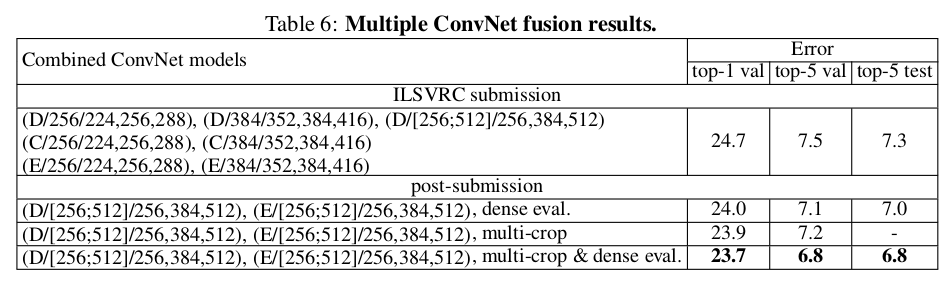 Table 6: Multiple ConvNet fusion results.
Combined ConvNet models
Error
top-1 val top-5 val top-5 test
ILSVRC submission
(D/256/224,256,288), (D/384/352,384,416), (D/[256;512]/256,384,512)
(C/256/224,256,288), (C/384/352,384,416)
(E/256/224,256,288), (E/384/352,384,416)
24.7 7.5 7.3
post-submission
(D/[256;512]/256,384,512), (E/[256;512]/256,384,512), dense eval. 24.0 7.1 7.0
(D/[256;512]/256,384,512), (E/[256;512]/256,384,512), multi-crop 23.9 7.2 -
(D/[256;512]/256,384,512), (E/[256;512]/256,384,512), multi-crop & dense eval. 23.7 6.8 6.8